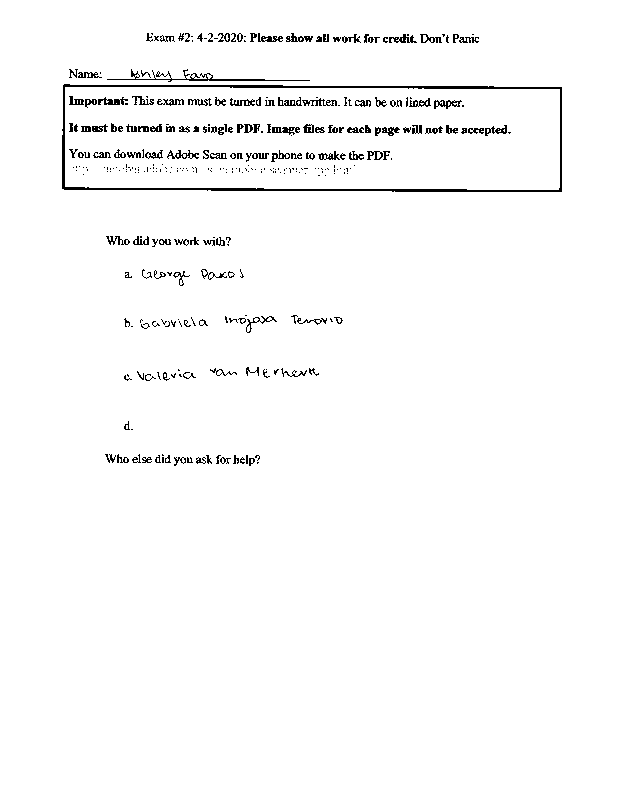 Exam #2: 4-2-2020: Please show all work for credit. Don't Panic
Name: Ashley Faro
Important: This exam must be turned in handwritten. It can be on lined paper.
It must be turned in as a single PDF. Image files for each page will not be accepted.
You can download Adobe Scan on your phone to make the PDF.
Who did you work with?
a. George
b. Gabriela Inojosa Tenorio
c. Valeria Van
d.
Who else did you ask for help?